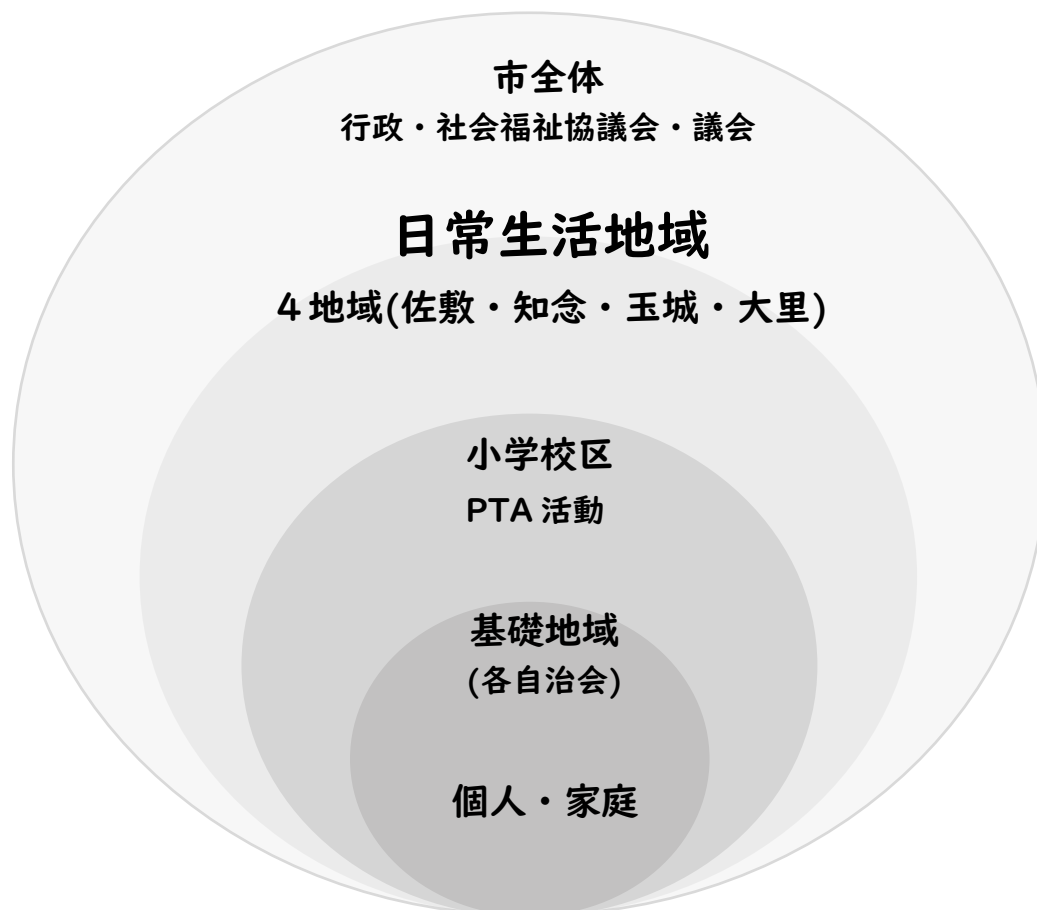 市全体
行政・社会福祉協議会・議会
日常生活地域
4地域(佐敷・知念・玉城・大里)
小学校区
PTA活動
基礎地域
(各自治会)
個人・家庭